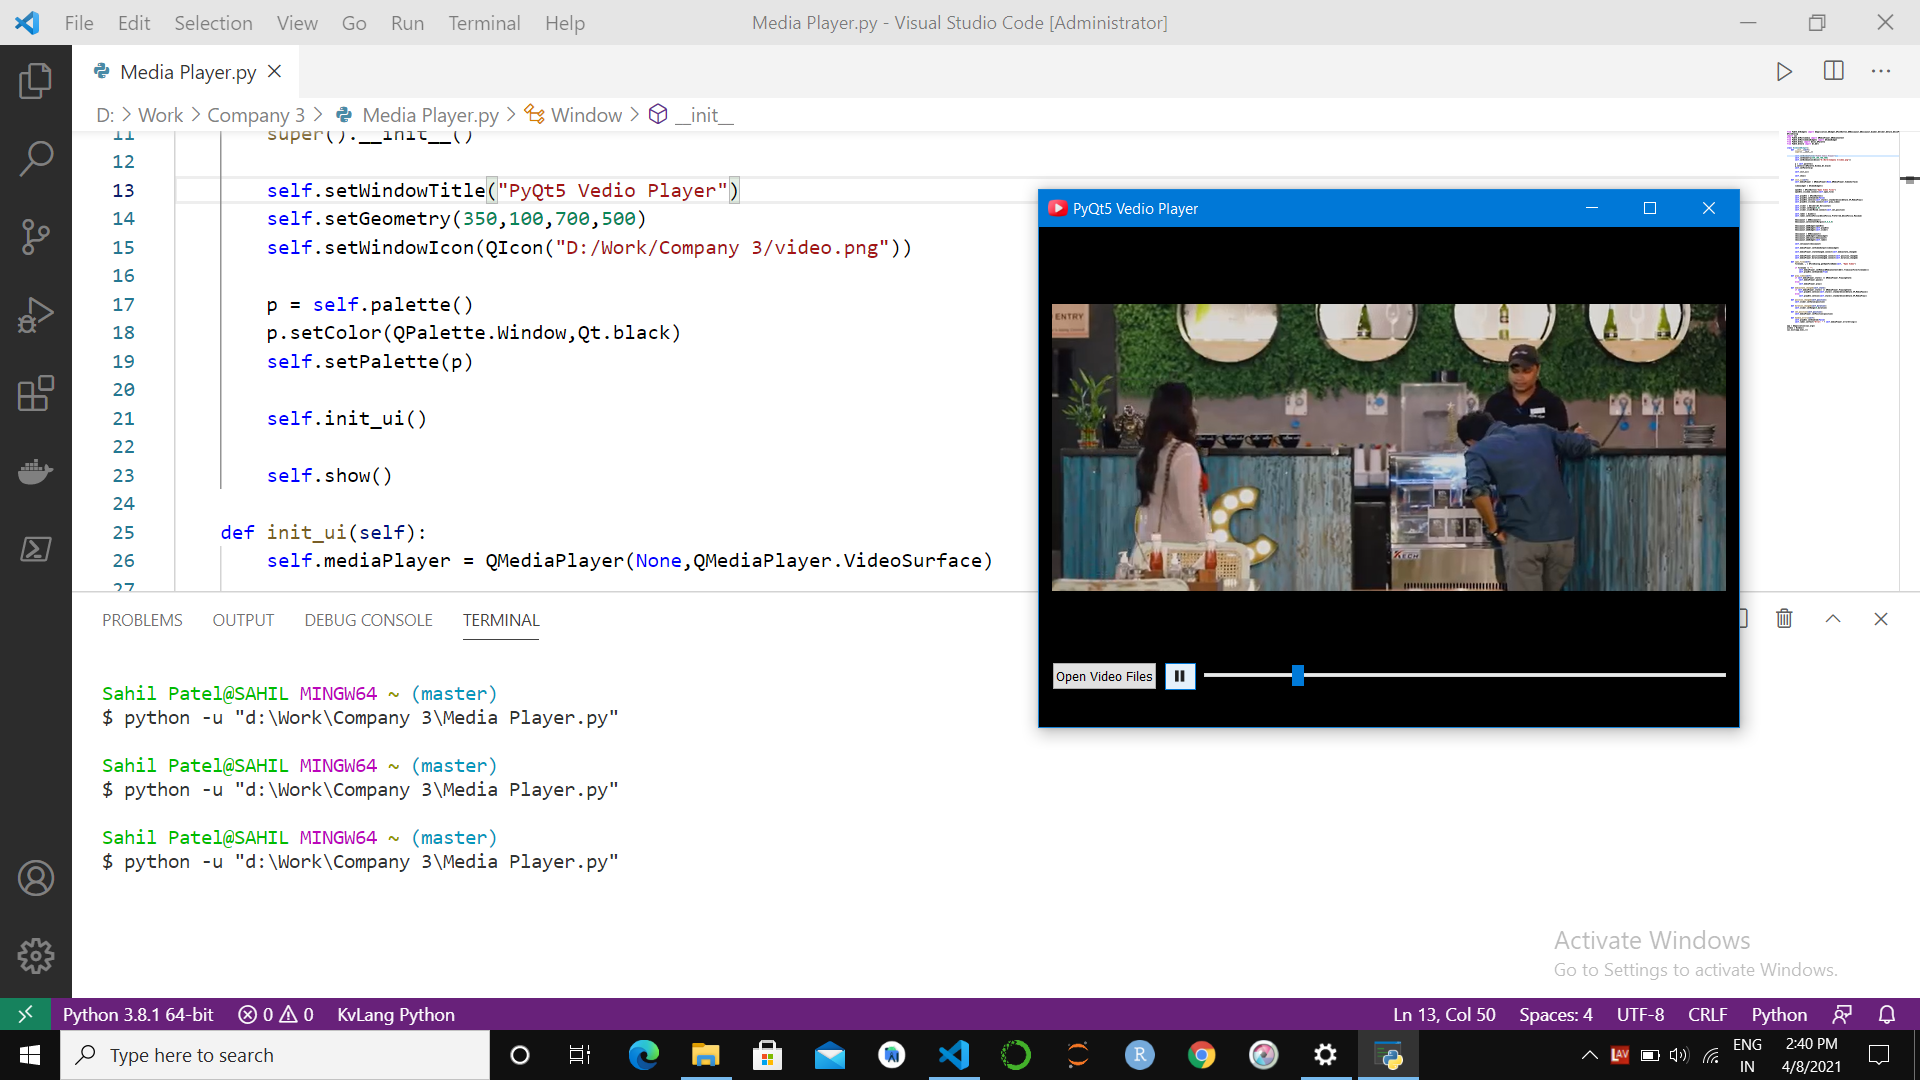 File Edit Selection View Go Run Terminal Help
Media Player.py - Visual Studio Code [Administrator]
Media Player.py
D: > Work > Company 3 > Media Player.py > Window > __init__
11 super().__init__()
12
13 self.setWindowTitle("PyQt5 Vedio Player")
14 self.setGeometry(350,100,700,500)
15 self.setWindowIcon(QIcon("D:/Work/Company 3/video.png"))
16
17 p = self.palette()
18 p.setColor(QPalette.Window,Qt.black)
19 self.setPalette(p)
20
21 self.init_ui()
22
23 self.show()
24
25 def init_ui(self):
26 self.mediaPlayer = QMediaPlayer(None,QMediaPlayer.VideoSurface)
27
PyQt5 Vedio Player
ENTRY
KECH
Open Video Files
PROBLEMS OUTPUT DEBUG CONSOLE TERMINAL
Sahil Patel@SAHIL MINGW64 ~ (master)
$ python -u "d:\Work\Company 3\Media Player.py"
Sahil Patel@SAHIL MINGW64 ~ (master)
$ python -u "d:\Work\Company 3\Media Player.py"
Sahil Patel@SAHIL MINGW64 ~ (master)
$ python -u "d:\Work\Company 3\Media Player.py"
Activate Windows
Go to Settings to activate Windows.
Python 3.8.1 64-bit 0 0 KvLang Python
Ln 13, Col 50 Spaces: 4 UTF-8 CRLF Python
Type here to search
R
LAV
ENG
IN
2:40 PM
4/8/2021